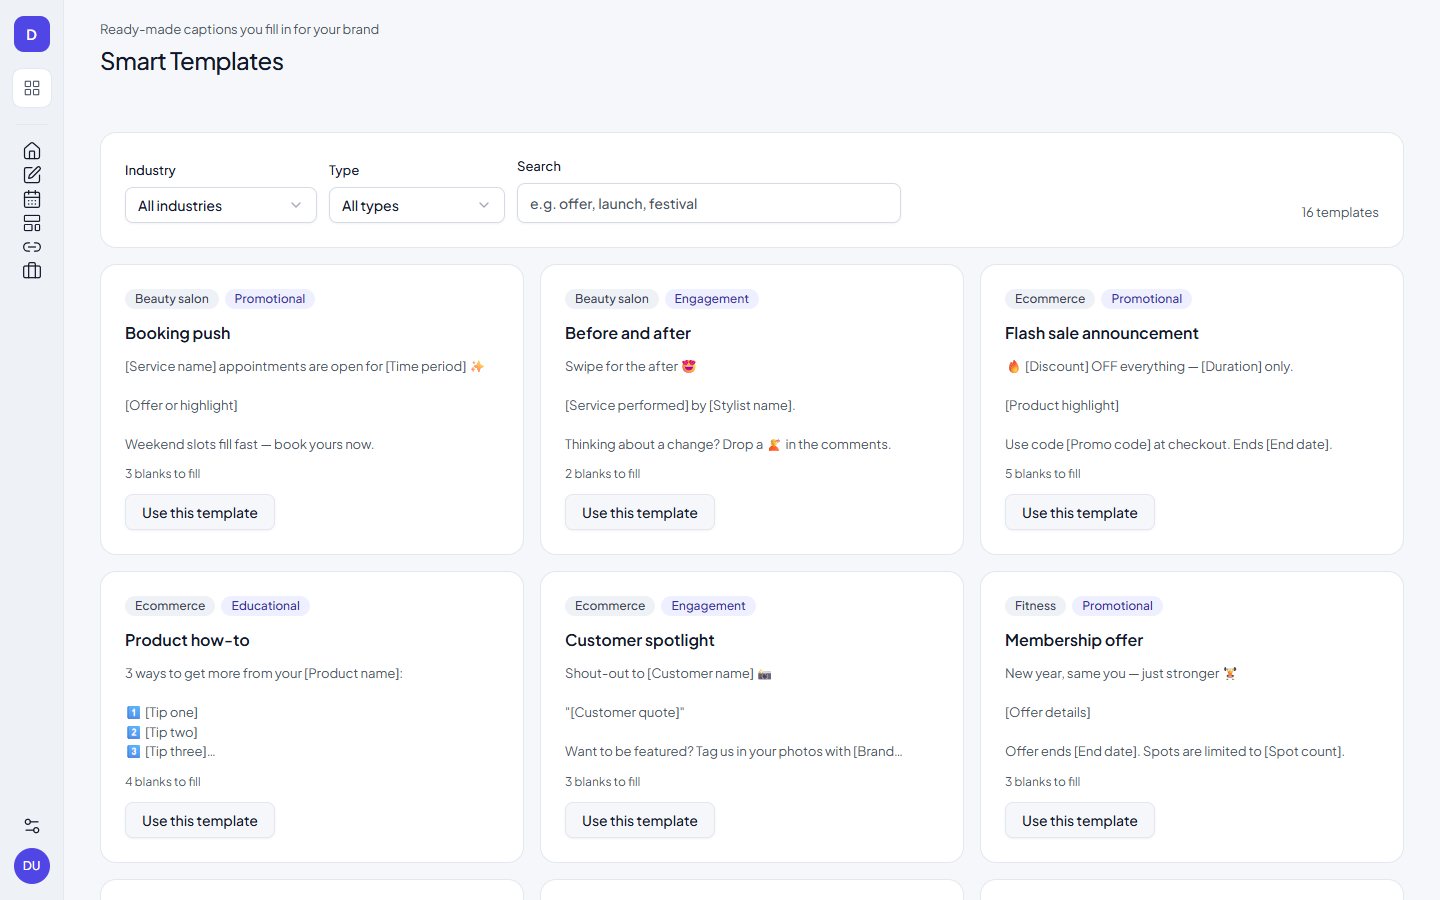 D
Ready-made captions you fill in for your brand
Smart Templates
Industry
All industries
Type
All types
Search
e.g. offer, launch, festival
16 templates
Beauty salon
Promotional
Booking push
[Service name] appointments are open for [Time period] ✨
[Offer or highlight]
Weekend slots fill fast — book yours now.
3 blanks to fill
Use this template
Beauty salon
Engagement
Before and after
Swipe for the after 😍
[Service performed] by [Stylist name].
Thinking about a change? Drop a 💇 in the comments.
2 blanks to fill
Use this template
Ecommerce
Promotional
Flash sale announcement
🔥 [Discount] OFF everything — [Duration] only.
[Product highlight]
Use code [Promo code] at checkout. Ends [End date].
5 blanks to fill
Use this template
Ecommerce
Educational
Product how-to
3 ways to get more from your [Product name]:
1️⃣ [Tip one]
2️⃣ [Tip two]
3️⃣ [Tip three]...
4 blanks to fill
Use this template
Ecommerce
Engagement
Customer spotlight
Shout-out to [Customer name] 📸
"[Customer quote]"
Want to be featured? Tag us in your photos with [Brand...
3 blanks to fill
Use this template
Fitness
Promotional
Membership offer
New year, same you — just stronger 🏋️
[Offer details]
Offer ends [End date]. Spots are limited to [Spot count].
3 blanks to fill
Use this template
DU